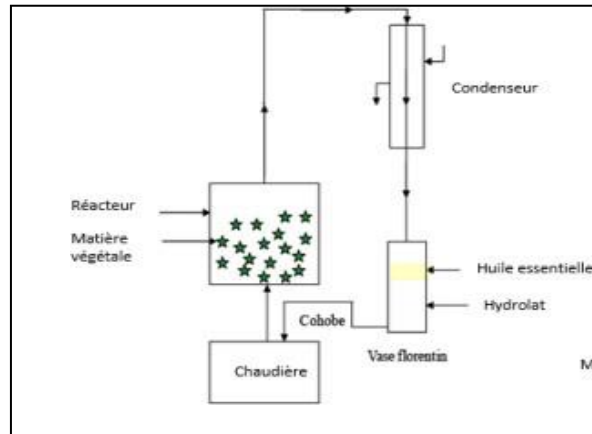 Condenseur
Réacteur
Matière
végétale
Huile essentielle
Hydrolat
Cohobe
Vase florentin
Chaudière
M